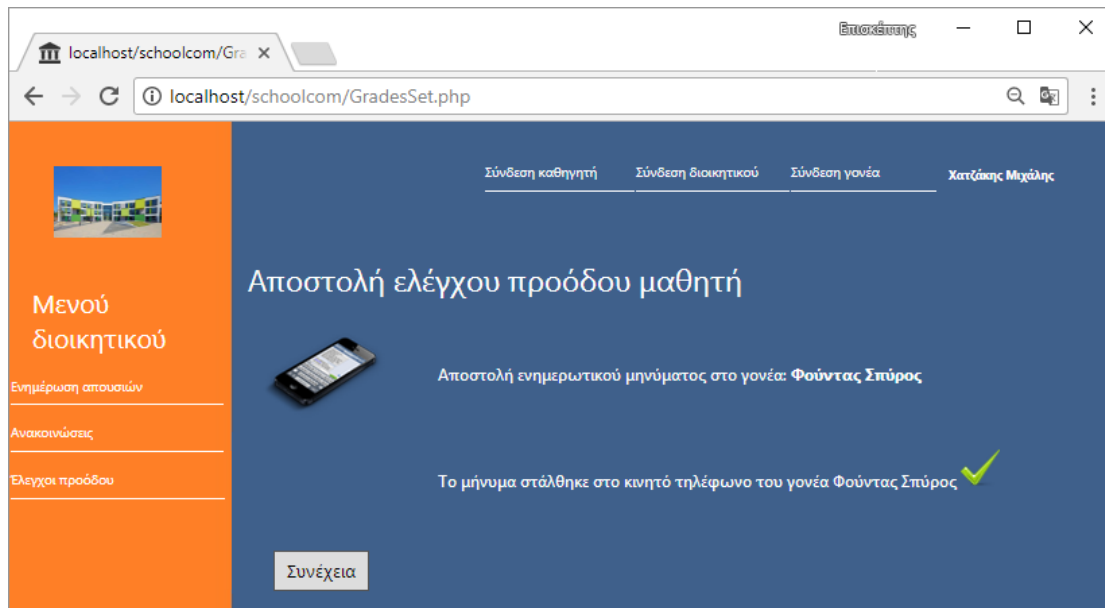 Επισκέπτης
localhost/schoolcom/Gra
localhost/schoolcom/GradesSet.php
Σύνδεση καθηγητή
Σύνδεση διοικητικού
Σύνδεση γονέα
Χατζάκης Μιχάλης
Μενού
διοικητικού
Ενημέρωση απουσιών
Ανακοινώσεις
Έλεγχοι προόδου
Αποστολή ελέγχου προόδου μαθητή
Αποστολή ενημερωτικού μηνύματος στο γονέα: Φούντας Σπύρος
Το μήνυμα στάλθηκε στο κινητό τηλέφωνο του γονέα Φούντας Σπύρος
Συνέχεια